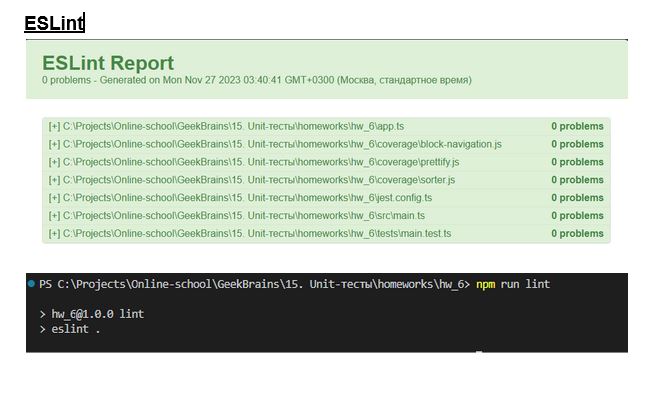 ESLint
ESLint Report
0 problems - Generated on Mon Nov 27 2023 03:40:41 GMT+0300 (Москва, стандартное время)
[+] C:\Projects\Online-school\GeekBrains\15. Unit-тесты\homeworks\hw_6\app.ts 0 problems
[+] C:\Projects\Online-school\GeekBrains\15. Unit-тесты\homeworks\hw_6\coverage\block-navigation.js
[+] C:\Projects\Online-school\GeekBrains\15. Unit-тесты\homeworks\hw_6\coverage\prettify.js 0 problems
[+] C:\Projects\Online-school\GeekBrains\15. Unit-тесты\homeworks\hw_6\coverage\sorter.js 0 problems
[+] C:\Projects\Online-school\GeekBrains\15. Unit-тесты\homeworks\hw_6\jest.config.ts 0 problems
[+] C:\Projects\Online-school\GeekBrains\15. Unit-тесты\homeworks\hw_6\src\main.ts 0 problems
[+] C:\Projects\Online-school\GeekBrains\15. Unit-тесты\homeworks\hw_6\tests\main.test.ts 0 problems
PS C:\Projects\Online-school\GeekBrains\15. Unit-тесты\homeworks\hw_6> npm run lint
> hw_6@1.0.0 lint
> eslint .